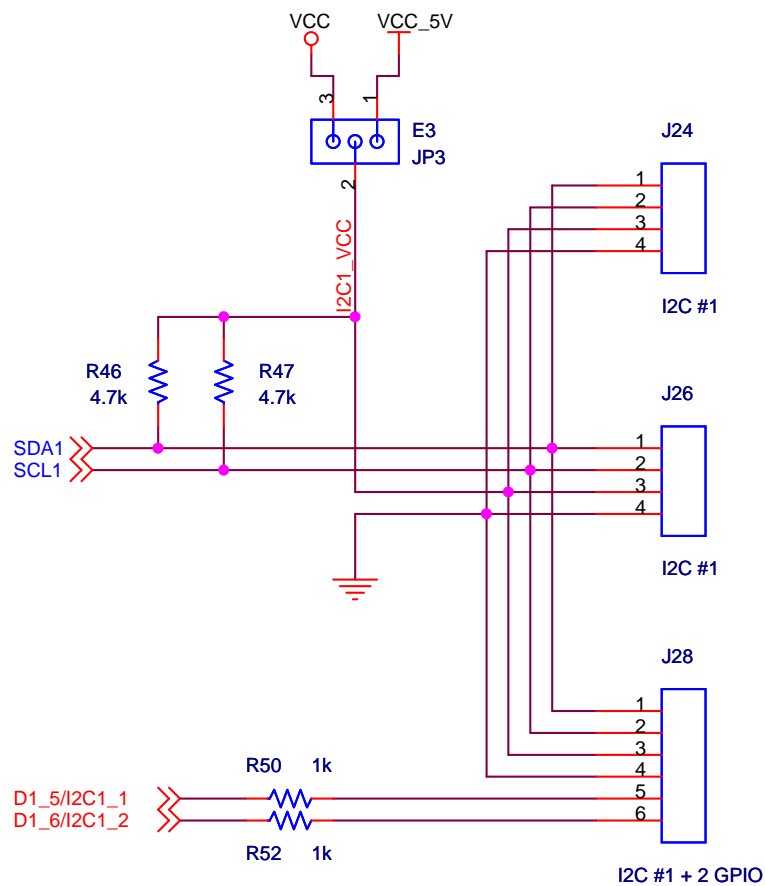 VCC VCC_5V
3 1
E3
JP3
2
I2C1_VCC
J24
1
2
3
4
I2C #1
R46
4.7k
R47
4.7k
J26
SDA1
SCL1
1
2
3
4
I2C #1
J28
1
2
3
4
5
6
R50 1k
D1_5/I2C1_1
D1_6/I2C1_2
R52 1k
I2C #1 + 2 GPIO